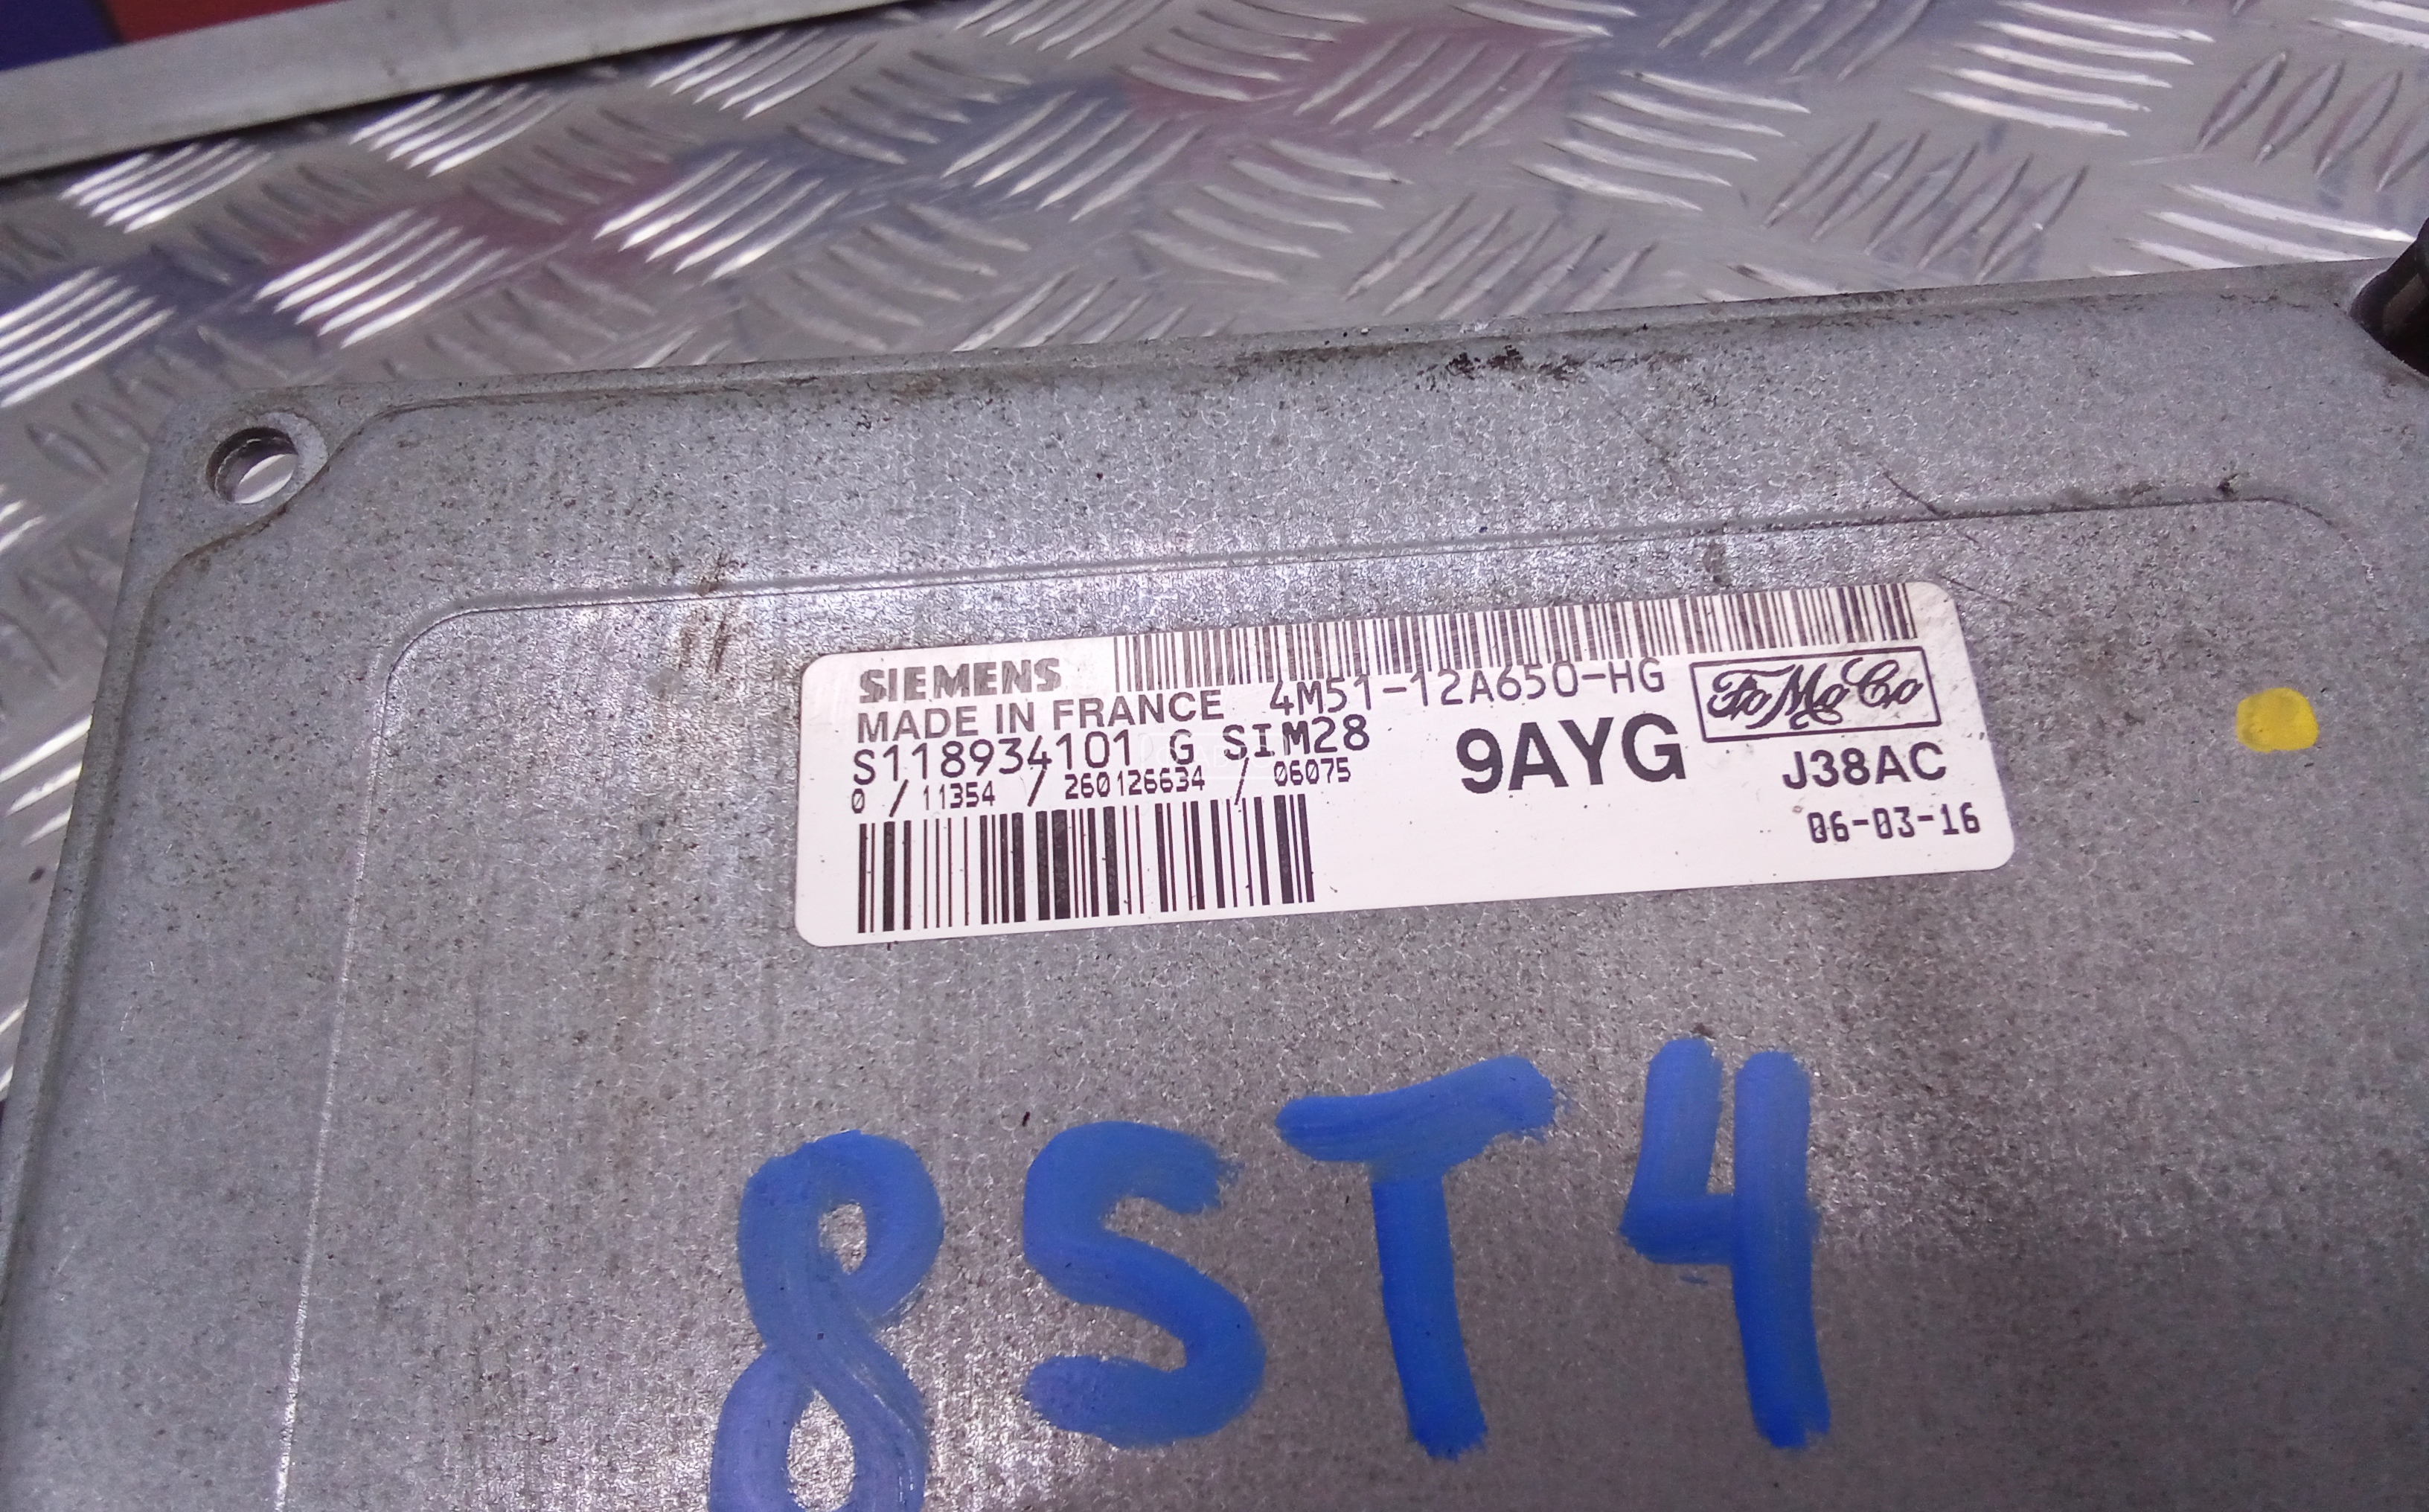 SIEMENS
MADE IN FRANCE 4M51-12A650-HG
FoMoCo
S118934101 G SIM28
9AYG
J38AC
0 / 11354 / 260126634 / 06075
06-03-16
8ST4